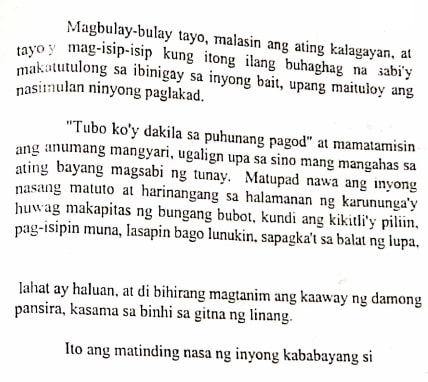 Magbulay-bulay tayo, malasin ang ating kalagayan, at
tayo'y mag-isip-isip kung itong ilang buhaghag na sabi'y
makatutulong sa ibinigay sa inyong bait, upang maituloy ang
nasimulan ninyong paglakad.
"Tubo ko'y dakila sa puhunang pagod" at mamatamisin
ang anumang mangyari, ugalign upa sa sino mang mangahas sa
ating bayang magsabi ng tunay. Matupad nawa ang inyong
nasang matuto at harinangang sa halamanan ng karununga'y
huwag makapitas ng bungang bubot, kundi ang kikitli'y piliin,
pag-isipin muna, lasapin bago lunukin, sapagka't sa balat ng lupa,
lahat ay haluan, at di bihirang magtanim ang kaaway ng damong
pansira, kasama sa binhi sa gitna ng linang.
Ito ang matinding nasa ng inyong kababayang si